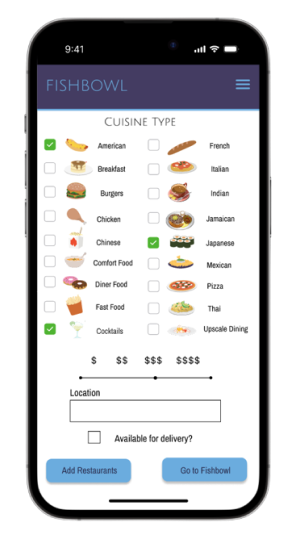 9:41
FISHBOWL
CUISINE TYPE
American French
Breakfast Italian
Burgers Indian
Chicken Jamaican
Chinese Japanese
Comfort Food Mexican
Diner Food Pizza
Fast Food Thai
Cocktails Upscale Dining
$ $$ $$$ $$$$
Location
Available for delivery?
Add Restaurants Go to Fishbowl